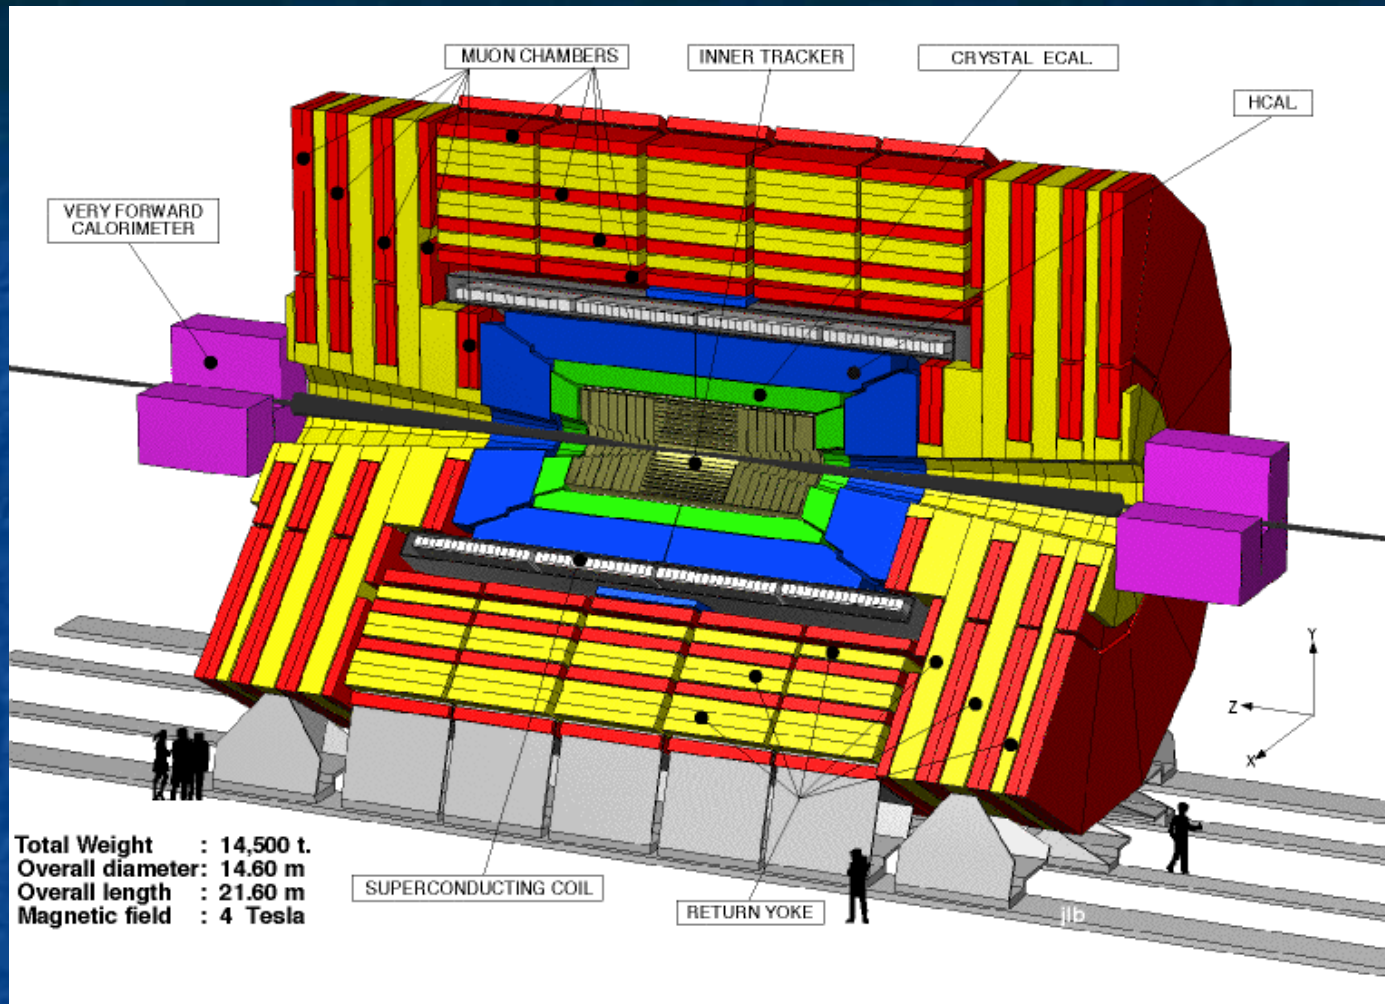 MUON CHAMBERS
INNER TRACKER
CRYSTAL ECAL.
HCAL
VERY FORWARD
CALORIMETER
Y
Z
X
Total Weight : 14,500 t.
Overall diameter: 14.60 m
Overall length : 21.60 m
Magnetic field : 4 Tesla
SUPERCONDUCTING COIL
RETURN YOKE
jlb